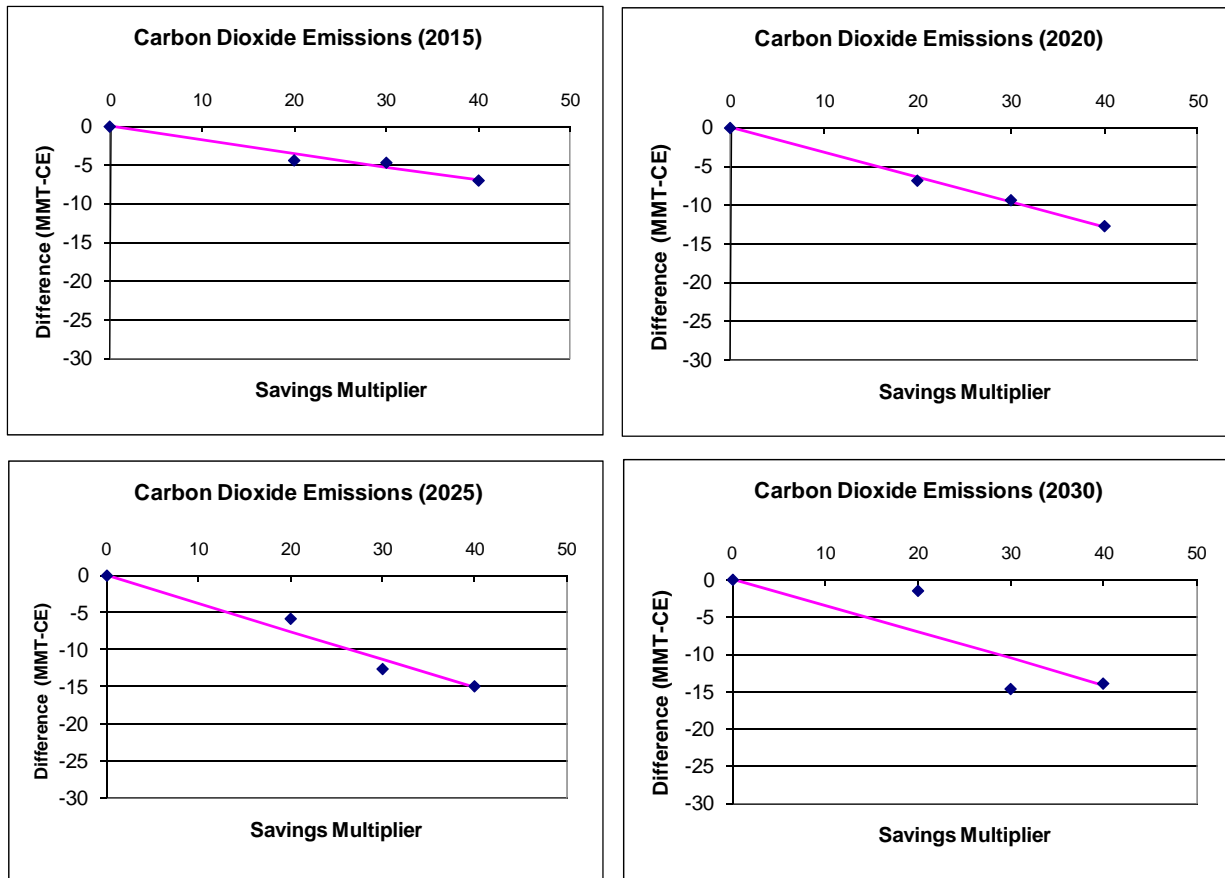 Carbon Dioxide Emissions (2015)
0 10 20 30 40 50
0
-5
-10
-15
-20
-25
-30
Difference (MMT-CE)
Savings Multiplier
Carbon Dioxide Emissions (2020)
0 10 20 30 40 50
0
-5
-10
-15
-20
-25
-30
Difference (MMT-CE)
Savings Multiplier
Carbon Dioxide Emissions (2025)
0 10 20 30 40 50
0
-5
-10
-15
-20
-25
-30
Difference (MMT-CE)
Savings Multiplier
Carbon Dioxide Emissions (2030)
0 10 20 30 40 50
0
-5
-10
-15
-20
-25
-30
Difference (MMT-CE)
Savings Multiplier